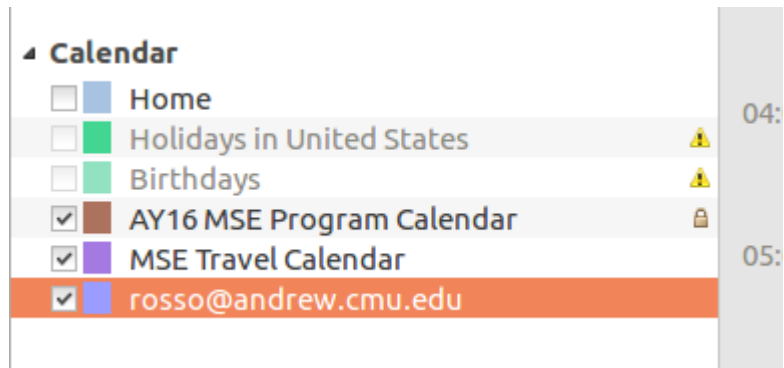 Calendar
Home
04:
Holidays in United States
Birthdays
AY16 MSE Program Calendar
MSE Travel Calendar
05:
rosso@andrew.cmu.edu